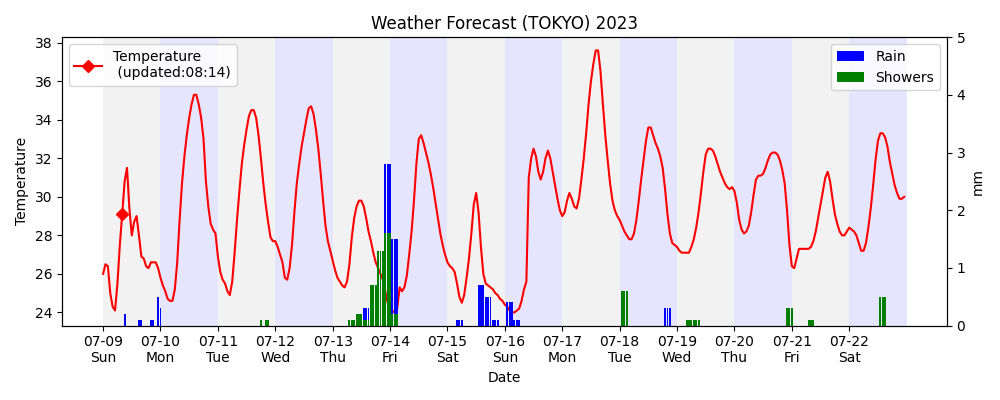 Weather Forecast (TOKYO) 2023
Temperature
(updated:08:14)
Rain
Showers
Temperature
38
36
34
32
30
28
26
24
5
4
3
2
1
0
mm
07-09 07-10 07-11 07-12 07-13 07-14 07-15 07-16 07-17 07-18 07-19 07-20 07-21 07-22
Sun Mon Tue Wed Thu Fri Sat Sun Mon Tue Wed Thu Fri Sat
Date